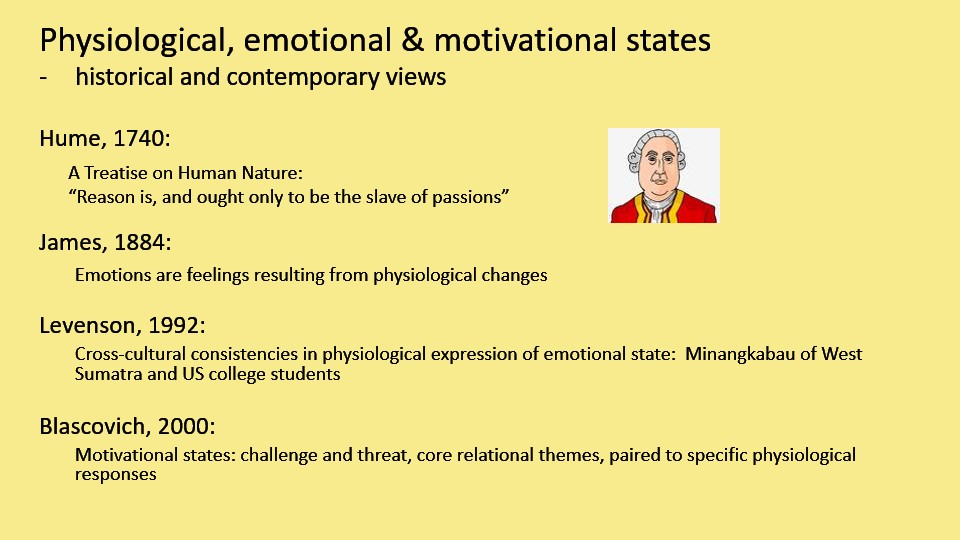 Physiological, emotional & motivational states
- historical and contemporary views
Hume, 1740:
A Treatise on Human Nature:
“Reason is, and ought only to be the slave of passions”
James, 1884:
Emotions are feelings resulting from physiological changes
Levenson, 1992:
Cross-cultural consistencies in physiological expression of emotional state: Minangkabau of West
Sumatra and US college students
Blascovich, 2000:
Motivational states: challenge and threat, core relational themes, paired to specific physiological
responses